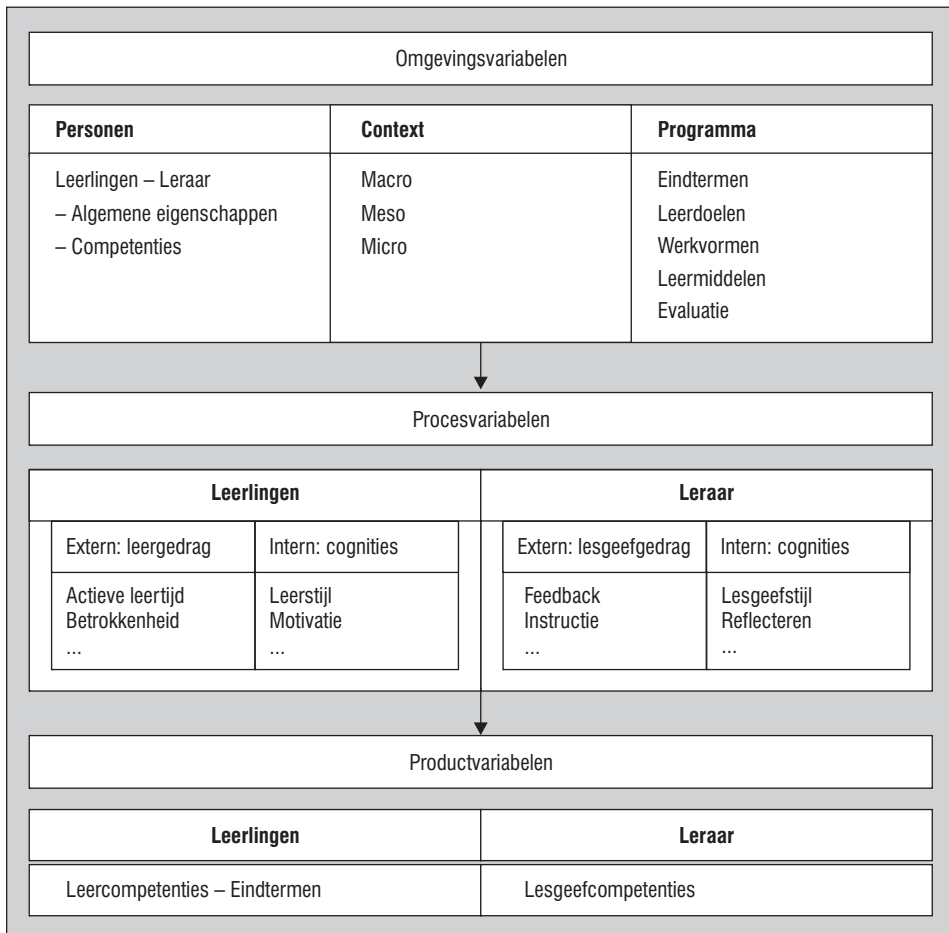 Omgevingsvariabelen
Personen
Leerlingen – Leraar
– Algemene eigenschappen
– Competenties
Context
Macro
Meso
Micro
Programma
Eindtermen
Leerdoelen
Werkvormen
Leermiddelen
Evaluatie
Procesvariabelen
Leerlingen
Extern: leergedrag
Actieve leertijd
Betrokkenheid
...
Intern: cognities
Leerstijl
Motivatie
...
Leraar
Extern: lesgeefgedrag
Feedback
Instructie
...
Intern: cognities
Lesgeefstijl
Reflecteren
...
Productvariabelen
Leerlingen
Leercompetenties – Eindtermen
Leraar
Lesgeefcompetenties